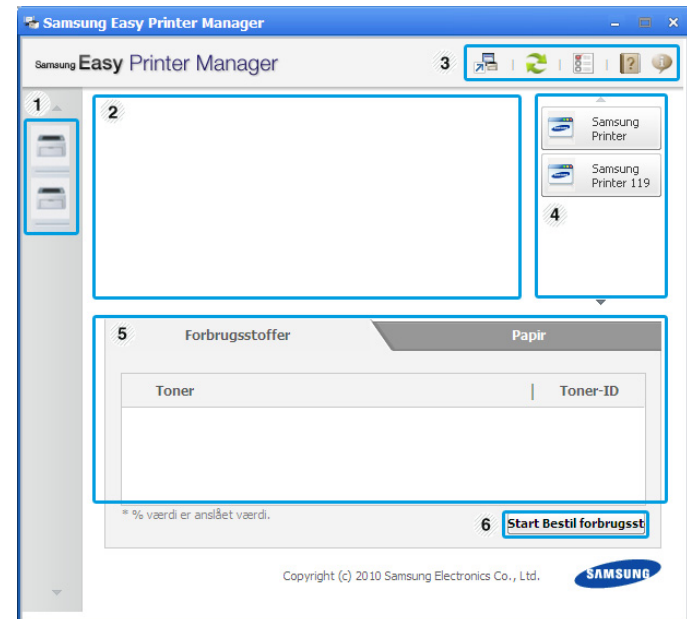 Samsung Easy Printer Manager
Samsung Easy Printer Manager
3
1
2
Samsung
Printer
Samsung
Printer 119
4
5
Forbrugsstoffer
Papir
Toner | Toner-ID
* % værdi er anslået værdi.
6
Start Bestil forbrugsst
Copyright (c) 2010 Samsung Electronics Co., Ltd.
SAMSUNG